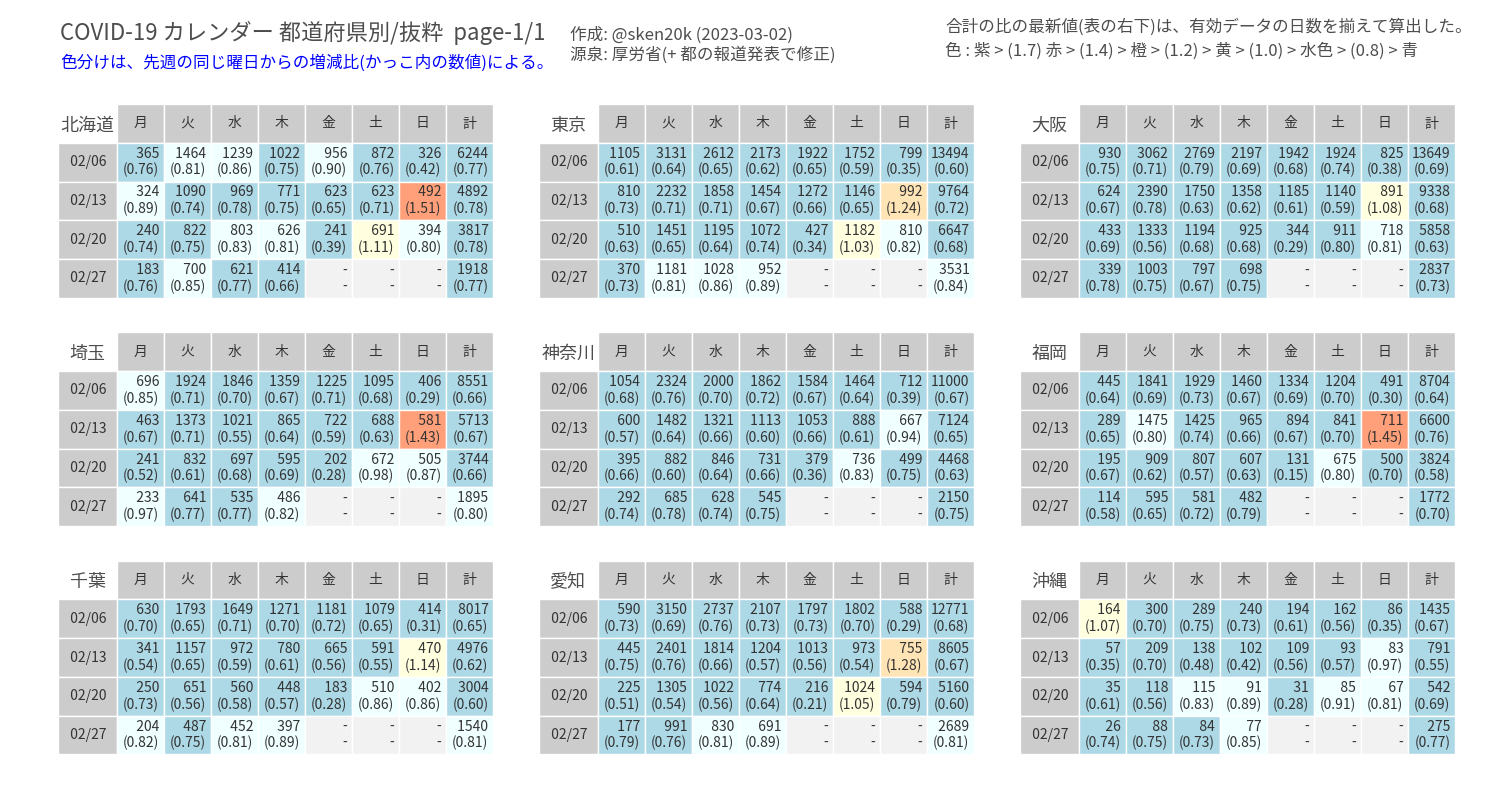 COVID-19 カレンダー 都道府県別/抜粋 page-1/1
色分けは、先週の同じ曜日からの増減比(かっこ内の数値)による。
作成: @sken20k (2023-03-02)
源泉: 厚労省(+ 都の報道発表で修正)
合計の比の最新値(表の右下)は、有効データの日数を揃えて算出した。
色 : 紫 > (1.7) 赤 > (1.4) 橙 > (1.2) > 黄 > (1.0) > 水色 > (0.8) > 青
北海道 月 火 水 木 金 土 日 計
02/06 365 1464 1239 1022 956 872 326 6244
(0.76) (0.81) (0.86) (0.75) (0.90) (0.76) (0.42) (0.77)
02/13 324 1090 969 771 623 623 492 4892
(0.89) (0.74) (0.78) (0.75) (0.65) (0.71) (1.51) (0.78)
02/20 240 822 803 626 241 691 394 3817
(0.74) (0.75) (0.83) (0.81) (0.39) (1.11) (0.80) (0.78)
02/27 183 700 621 414 - - - 1918
(0.76) (0.85) (0.77) (0.66) - - - (0.77)
東京 月 火 水 木 金 土 日 計
02/06 1105 3131 2612 2173 1922 1752 799 13494
(0.61) (0.64) (0.65) (0.62) (0.65) (0.59) (0.35) (0.60)
02/13 810 2232 1858 1454 1272 1146 992 9764
(0.73) (0.71) (0.71) (0.67) (0.66) (0.65) (1.24) (0.72)
02/20 510 1451 1195 1072 427 1182 810 6647
(0.63) (0.65) (0.64) (0.74) (0.34) (1.03) (0.82) (0.68)
02/27 370 1181 1028 952 - - - 3531
(0.73) (0.81) (0.86) (0.89) - - - (0.84)
大阪 月 火 水 木 金 土 日 計
02/06 930 3062 2769 2197 1942 1924 825 13649
(0.75) (0.71) (0.79) (0.69) (0.68) (0.74) (0.38) (0.69)
02/13 624 2390 1750 1358 1185 1140 891 9338
(0.67) (0.78) (0.63) (0.62) (0.61) (0.59) (1.08) (0.68)
02/20 433 1333 1194 925 344 911 718 5858
(0.69) (0.56) (0.68) (0.68) (0.29) (0.80) (0.81) (0.63)
02/27 339 1003 797 698 - - - 2837
(0.78) (0.75) (0.67) (0.75) - - - (0.73)
埼玉 月 火 水 木 金 土 日 計
02/06 696 1924 1846 1359 1225 1095 406 8551
(0.85) (0.71) (0.70) (0.67) (0.71) (0.68) (0.29) (0.66)
02/13 463 1373 1021 865 722 688 581 5713
(0.67) (0.71) (0.55) (0.64) (0.59) (0.63) (1.43) (0.67)
02/20 241 832 697 595 202 672 505 3744
(0.52) (0.61) (0.68) (0.69) (0.28) (0.98) (0.87) (0.66)
02/27 233 641 535 486 - - - 1895
(0.97) (0.77) (0.77) (0.82) - - - (0.80)
神奈川 月 火 水 木 金 土 日 計
02/06 1054 2324 2000 1862 1584 1464 712 11000
(0.68) (0.76) (0.70) (0.72) (0.67) (0.64) (0.39) (0.67)
02/13 600 1482 1321 1113 1053 888 667 7124
(0.57) (0.64) (0.66) (0.60) (0.66) (0.61) (0.94) (0.65)
02/20 395 882 846 731 379 736 499 4468
(0.66) (0.60) (0.64) (0.66) (0.36) (0.83) (0.75) (0.63)
02/27 292 685 628 545 - - - 2150
(0.74) (0.78) (0.74) (0.75) - - - (0.75)
福岡 月 火 水 木 金 土 日 計
02/06 445 1841 1929 1460 1334 1204 491 8704
(0.64) (0.69) (0.73) (0.67) (0.69) (0.70) (0.30) (0.64)
02/13 289 1475 1425 965 894 841 711 6600
(0.65) (0.80) (0.74) (0.66) (0.67) (0.70) (1.45) (0.76)
02/20 195 909 807 607 131 675 500 3824
(0.67) (0.62) (0.57) (0.63) (0.15) (0.80) (0.70) (0.58)
02/27 114 595 581 482 - - - 1772
(0.58) (0.65) (0.72) (0.79) - - - (0.70)
千葉 月 火 水 木 金 土 日 計
02/06 630 1793 1649 1271 1181 1079 414 8017
(0.70) (0.65) (0.71) (0.70) (0.72) (0.65) (0.31) (0.65)
02/13 341 1157 972 780 665 591 470 4976
(0.54) (0.65) (0.59) (0.61) (0.56) (0.55) (1.14) (0.62)
02/20 250 651 560 448 183 510 402 3004
(0.73) (0.56) (0.58) (0.57) (0.28) (0.86) (0.86) (0.60)
02/27 204 487 452 397 - - - 1540
(0.82) (0.75) (0.81) (0.89) - - - (0.81)
愛知 月 火 水 木 金 土 日 計
02/06 590 3150 2737 2107 1797 1802 588 12771
(0.73) (0.69) (0.76) (0.73) (0.73) (0.70) (0.29) (0.68)
02/13 445 2401 1814 1204 1013 973 755 8605
(0.75) (0.76) (0.66) (0.57) (0.56) (0.54) (1.28) (0.67)
02/20 225 1305 1022 774 216 1024 594 5160
(0.51) (0.54) (0.56) (0.64) (0.21) (1.05) (0.79) (0.60)
02/27 177 991 830 691 - - - 2689
(0.79) (0.76) (0.81) (0.89) - - - (0.81)
沖縄 月 火 水 木 金 土 日 計
02/06 164 300 289 240 194 162 86 1435
(1.07) (0.70) (0.75) (0.73) (0.61) (0.56) (0.35) (0.67)
02/13 57 209 138 102 109 93 83 791
(0.35) (0.70) (0.48) (0.42) (0.56) (0.57) (0.97) (0.55)
02/20 35 118 115 91 31 85 67 542
(0.61) (0.56) (0.83) (0.89) (0.28) (0.91) (0.81) (0.69)
02/27 26 88 84 77 - - - 275
(0.74) (0.75) (0.73) (0.85) - - - (0.77)